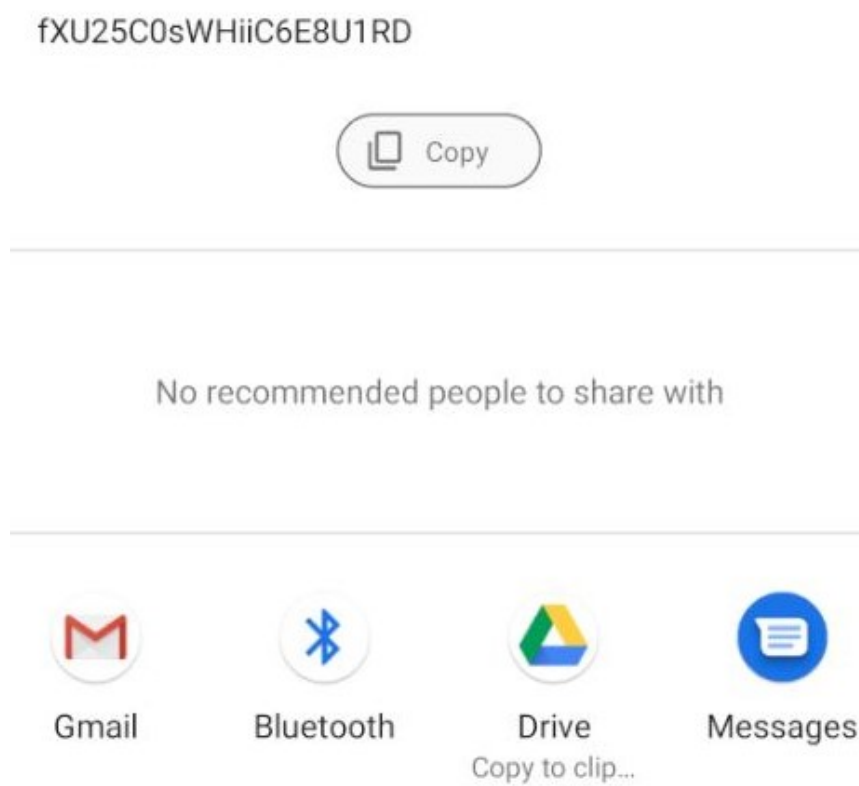 fXU25C0sWHiiC6E8U1RD
Copy
No recommended people to share with
Gmail
Bluetooth
Drive
Messages
Copy to clip...